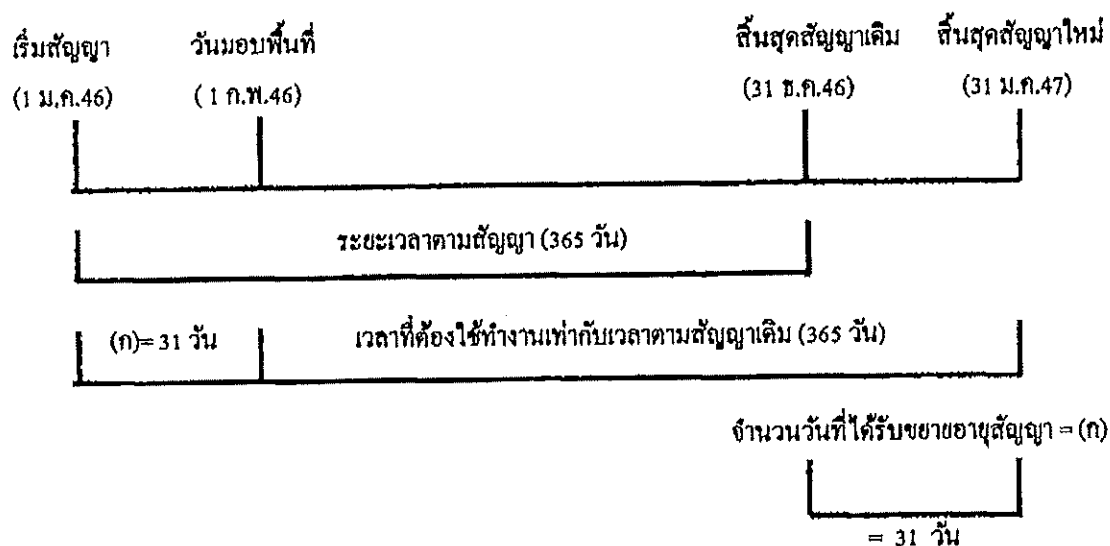 เริ่มสัญญา วันมอบพื้นที่ สิ้นสุดสัญญาเดิม สิ้นสุดสัญญาใหม่
(1 ม.ค.46) ( 1 ก.พ.46) (31 ธ.ค.46) (31 ม.ค.47)
ระยะเวลาตามสัญญา (365 วัน)
(ก)= 31 วัน เวลาที่ต้องใช้ทำงานเท่ากับเวลาตามสัญญาเดิม (365 วัน)
จำนวนวันที่ได้รับขยายอายุสัญญา = (ก)
= 31 วัน